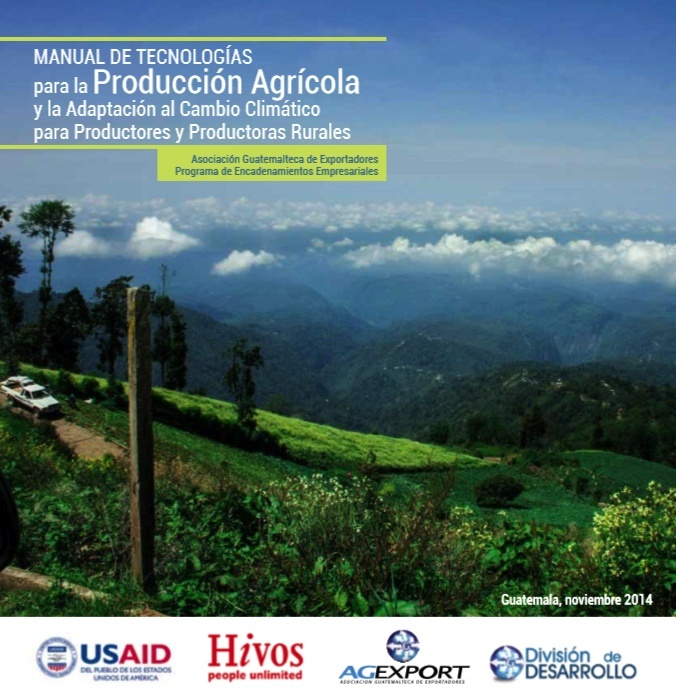 MANUAL DE TECNOLOGÍAS
para la Producción Agrícola
y la Adaptación al Cambio Climático
para Productores y Productoras Rurales
Asociación Guatemalteca de Exportadores
Programa de Encadenamientos Empresariales
Guatemala, noviembre 2014
USAID
DEL PUEBLO DE LOS ESTADOS
UNIDOS DE AMÉRICA
Hivos
people unlimited
AGEXPORT
ASOCIACIÓN GUATEMALTECA DE EXPORTADORES
División de
DESARROLLO